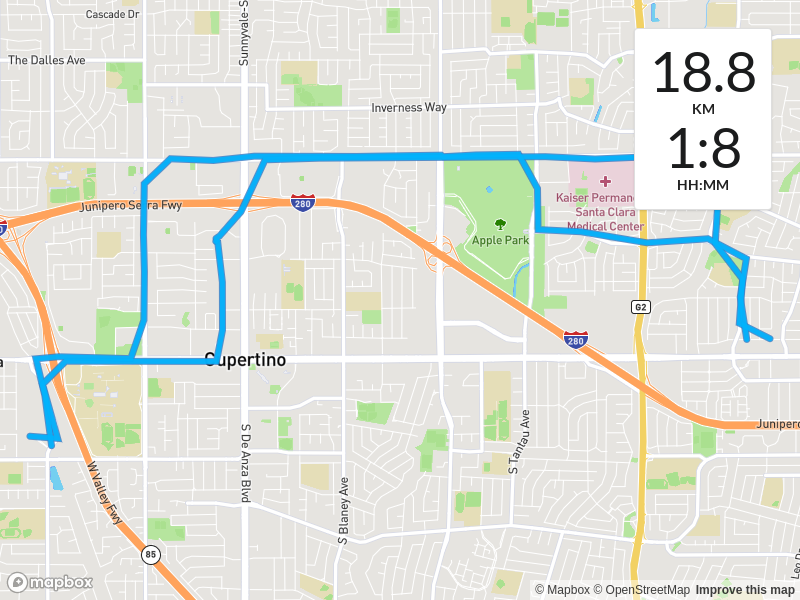 Cascade Dr
Sunnyvale-S
The Dalles Ave
Inverness Way
18.8
KM
1:8
HH:MM
Kaiser Permanen
Santa Clara
Medical Center
Junipero Serra Fwy
280
Apple Park
G2
280
Cupertino
a
S De Anza Blvd
S Blaney Ave
S Tantau Ave
Junipero
W Valley Fwy
85
mapbox
© Mapbox © OpenStreetMap Improve this map